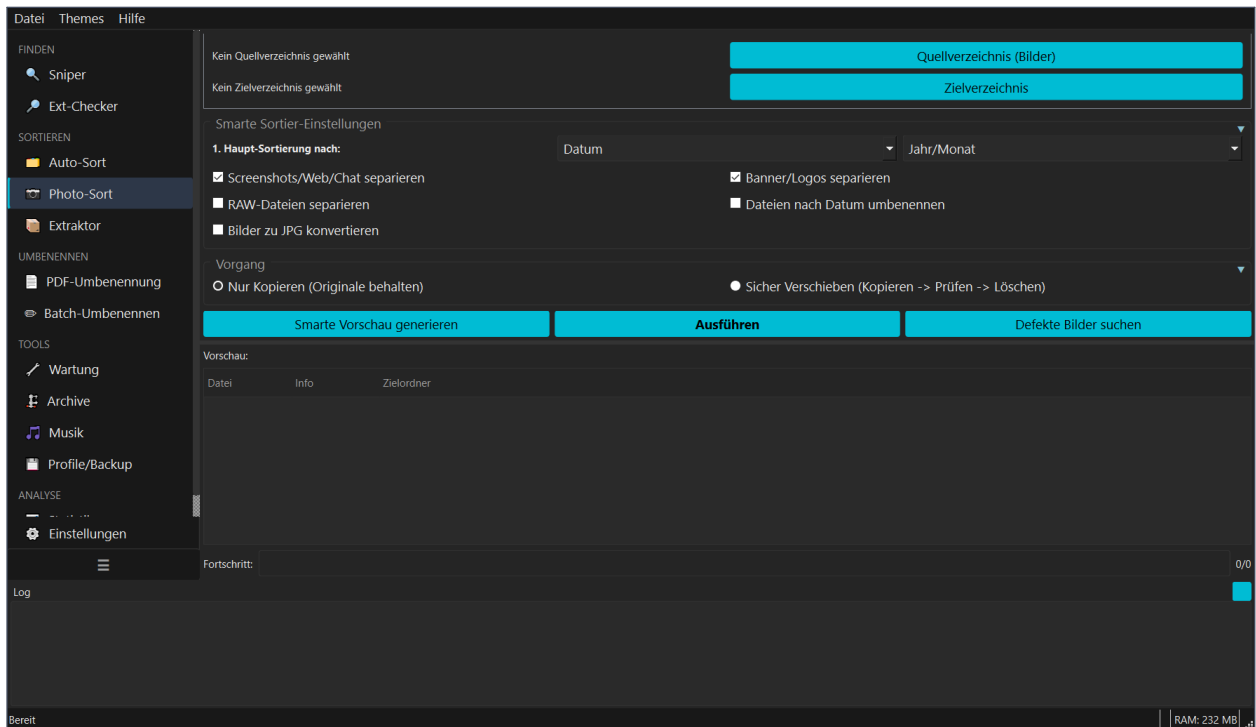 Datei Themes Hilfe
FINDEN
Sniper
Ext-Checker
SORTIEREN
Auto-Sort
Photo-Sort
Extraktor
UMBENENNEN
PDF-Umbenennung
Batch-Umbenennen
TOOLS
Wartung
Archive
Musik
Profile/Backup
ANALYSE
Einstellungen
Kein Quellverzeichnis gewählt Quellverzeichnis (Bilder)
Kein Zielverzeichnis gewählt Zielverzeichnis
Smarte Sortier-Einstellungen
1. Haupt-Sortierung nach: Datum Jahr/Monat
Screenshots/Web/Chat separieren Banner/Logos separieren
RAW-Dateien separieren Dateien nach Datum umbenennen
Bilder zu JPG konvertieren
Vorgang
Nur Kopieren (Originale behalten) Sicher Verschieben (Kopieren -> Prüfen -> Löschen)
Smarte Vorschau generieren Ausführen Defekte Bilder suchen
Vorschau:
Datei Info Zielordner
Fortschritt: 0/0
Log
Bereit RAM: 232 MB